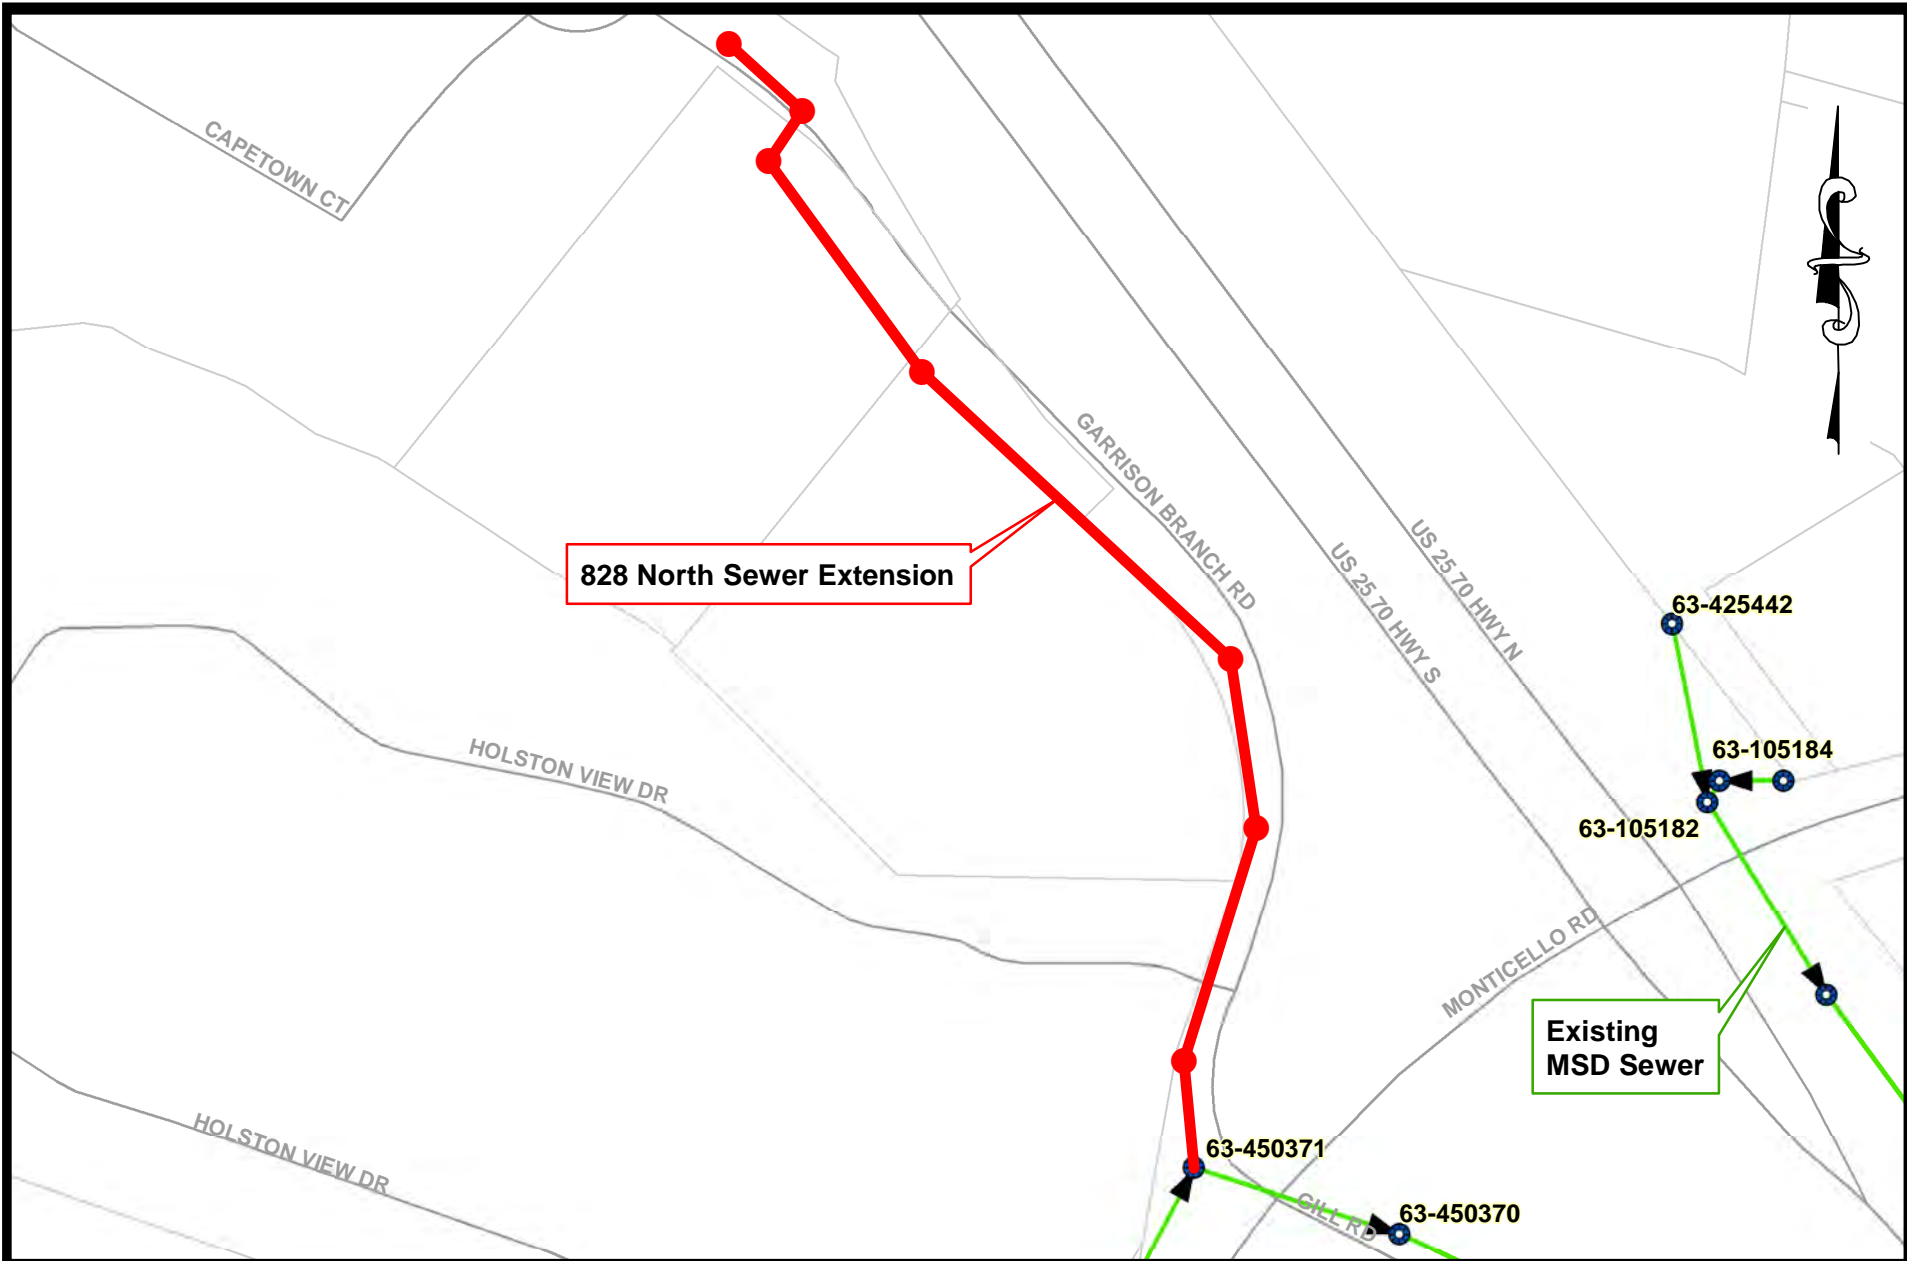 CAPETOWN CT
GARRISON BRANCH RD
US 25 70 HWY S
US 25 70 HWY N
828 North Sewer Extension
63-425442
63-105184
63-105182
HOLSTON VIEW DR
MONTICELLO RD
Existing
MSD Sewer
HOLSTON VIEW DR
63-450371
GILL RD
63-450370